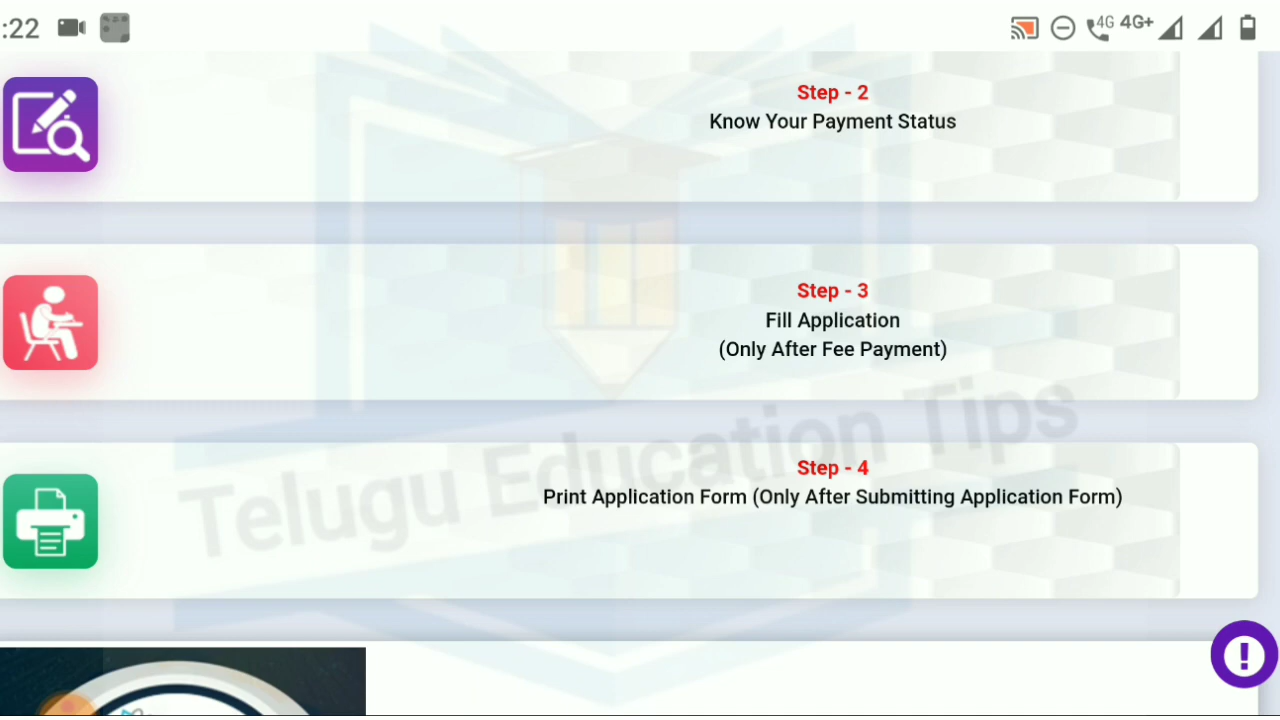 :22 4G 4G+
Step - 2
Know Your Payment Status
Step - 3
Fill Application
(Only After Fee Payment)
Step - 4
Print Application Form (Only After Submitting Application Form)
Telugu Education Tips
!